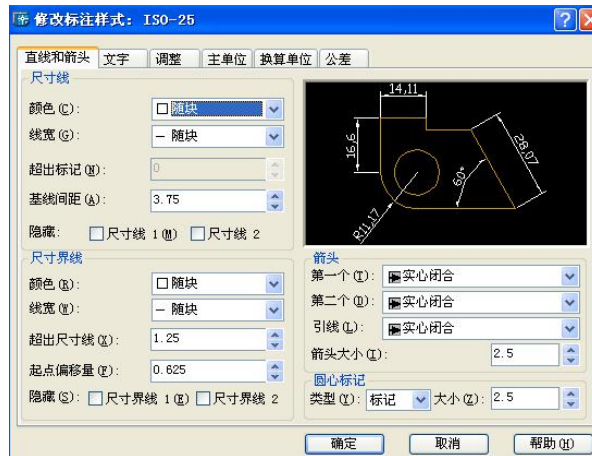 修改标注样式: ISO-25
直线和箭头 文字 调整 主单位 换算单位 公差
尺寸线
颜色(C): 随块
线宽(G): 随块
超出标记(N): 0
基线间距(A): 3.75
隐藏: 尺寸线 1(M) 尺寸线 2
尺寸界线
颜色(R): 随块
线宽(W): 随块
超出尺寸线(X): 1.25
起点偏移量(F): 0.625
隐藏(S): 尺寸界线 1(E) 尺寸界线 2
14,11
16,6
28,07
60°
R11,17
箭头
第一个(T): 实心闭合
第二个(D): 实心闭合
引线(L): 实心闭合
箭头大小(I): 2.5
圆心标记
类型(Y): 标记 大小(Z): 2.5
确定 取消 帮助(H)